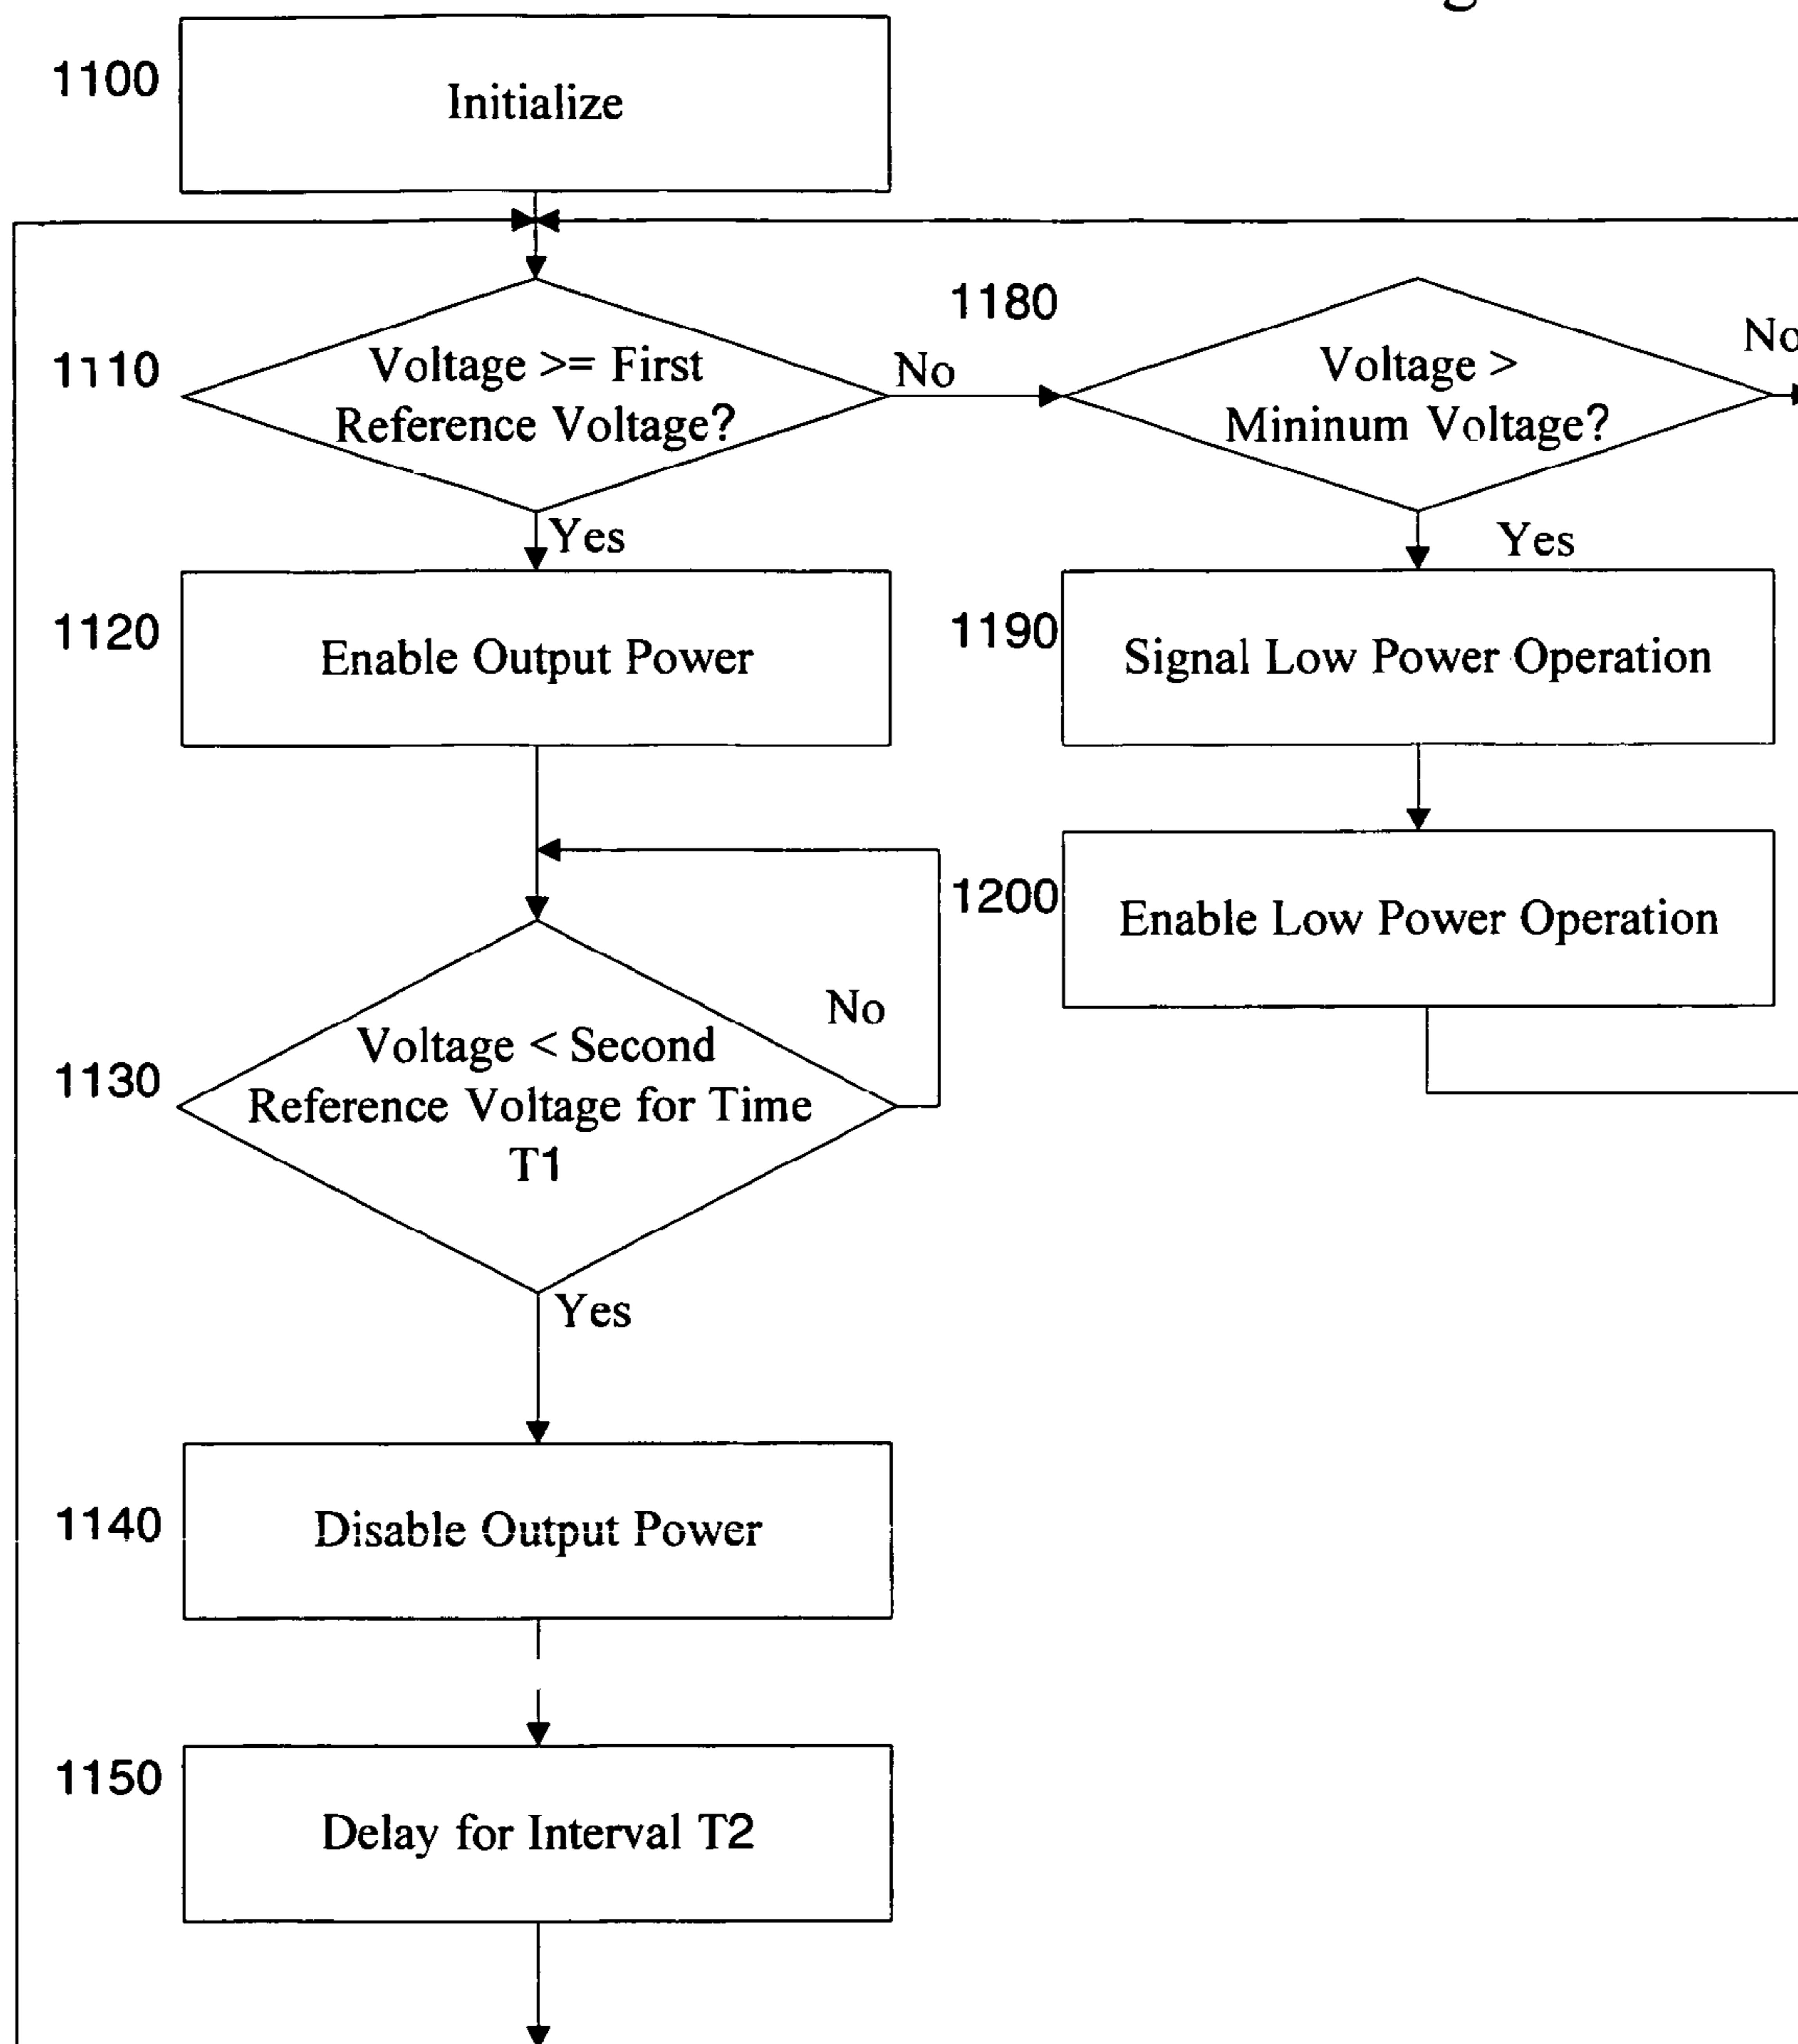 1100
Initialize
1110
Voltage >= First
Reference Voltage?
No
Yes
1180
Voltage >
Mininum Voltage?
No
Yes
1120
Enable Output Power
1190
Signal Low Power Operation
1200
Enable Low Power Operation
1130
Voltage < Second
Reference Voltage for Time
T1
No
Yes
1140
Disable Output Power
1150
Delay for Interval T2